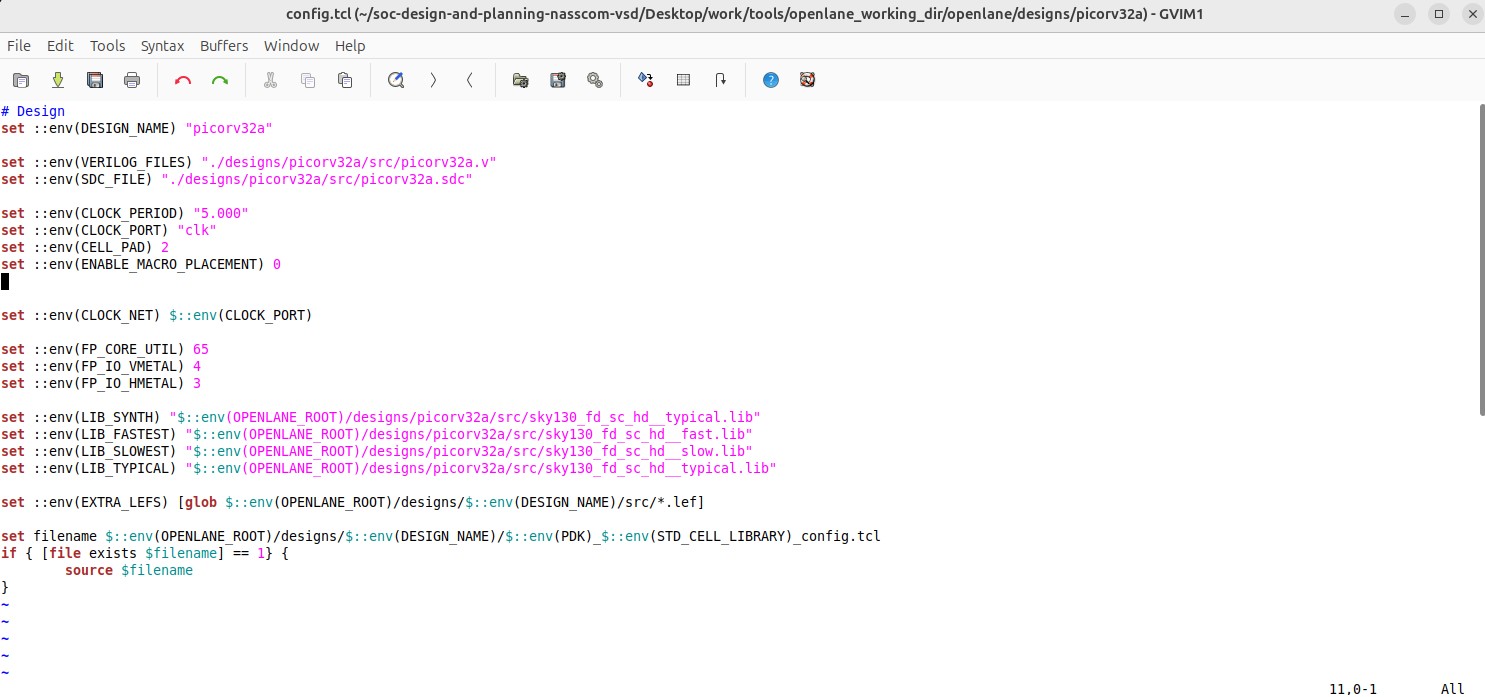 config.tcl (~/soc-design-and-planning-nasscom-vsd/Desktop/work/tools/openlane_working_dir/openlane/designs/picorv32a) - GVIM1
File Edit Tools Syntax Buffers Window Help
# Design
set ::env(DESIGN_NAME) "picorv32a"

set ::env(VERILOG_FILES) "./designs/picorv32a/src/picorv32a.v"
set ::env(SDC_FILE) "./designs/picorv32a/src/picorv32a.sdc"

set ::env(CLOCK_PERIOD) "5.000"
set ::env(CLOCK_PORT) "clk"
set ::env(CELL_PAD) 2
set ::env(ENABLE_MACRO_PLACEMENT) 0

set ::env(CLOCK_NET) $::env(CLOCK_PORT)

set ::env(FP_CORE_UTIL) 65
set ::env(FP_IO_VMETAL) 4
set ::env(FP_IO_HMETAL) 3

set ::env(LIB_SYNTH) "$::env(OPENLANE_ROOT)/designs/picorv32a/src/sky130_fd_sc_hd__typical.lib"
set ::env(LIB_FASTEST) "$::env(OPENLANE_ROOT)/designs/picorv32a/src/sky130_fd_sc_hd__fast.lib"
set ::env(LIB_SLOWEST) "$::env(OPENLANE_ROOT)/designs/picorv32a/src/sky130_fd_sc_hd__slow.lib"
set ::env(LIB_TYPICAL) "$::env(OPENLANE_ROOT)/designs/picorv32a/src/sky130_fd_sc_hd__typical.lib"

set ::env(EXTRA_LEFS) [glob $::env(OPENLANE_ROOT)/designs/$::env(DESIGN_NAME)/src/*.lef]

set filename $::env(OPENLANE_ROOT)/designs/$::env(DESIGN_NAME)/$::env(PDK)_$::env(STD_CELL_LIBRARY)_config.tcl
if { [file exists $filename] == 1} {
        source $filename
}
~
~
~
~
~
11,0-1 All